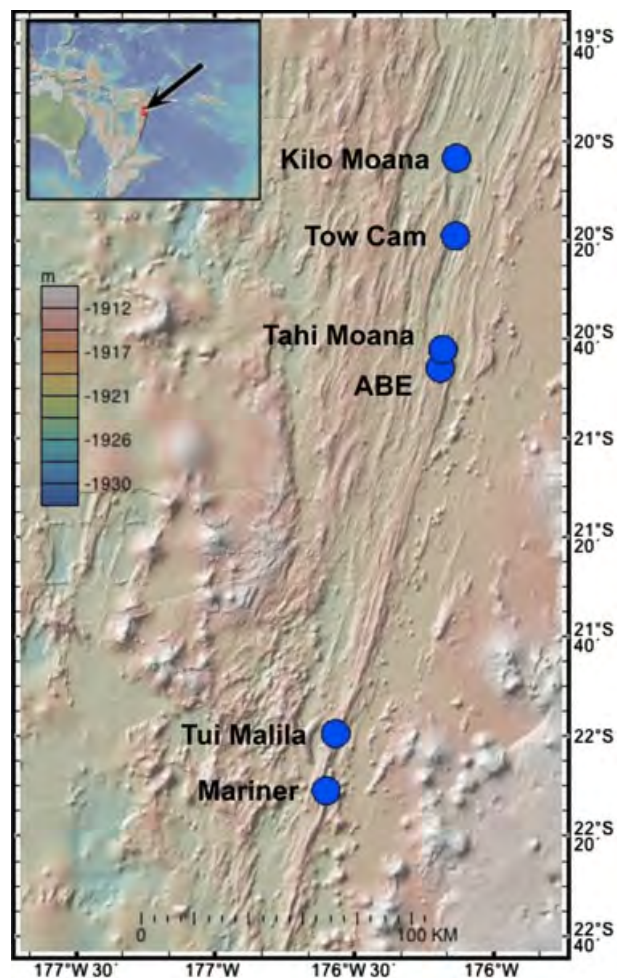 19°S
40´
20°S
Kilo Moana
20°S
20´
Tow Cam
m
-1912
-1917
-1921
-1926
-1930
20°S
40´
Tahi Moana
ABE
21°S
21°S
20´
21°S
40´
22°S
Tui Malila
Mariner
22°S
20´
0
100 KM
22°S
40´
177°W 30´
177°W
176°W 30´
176°W